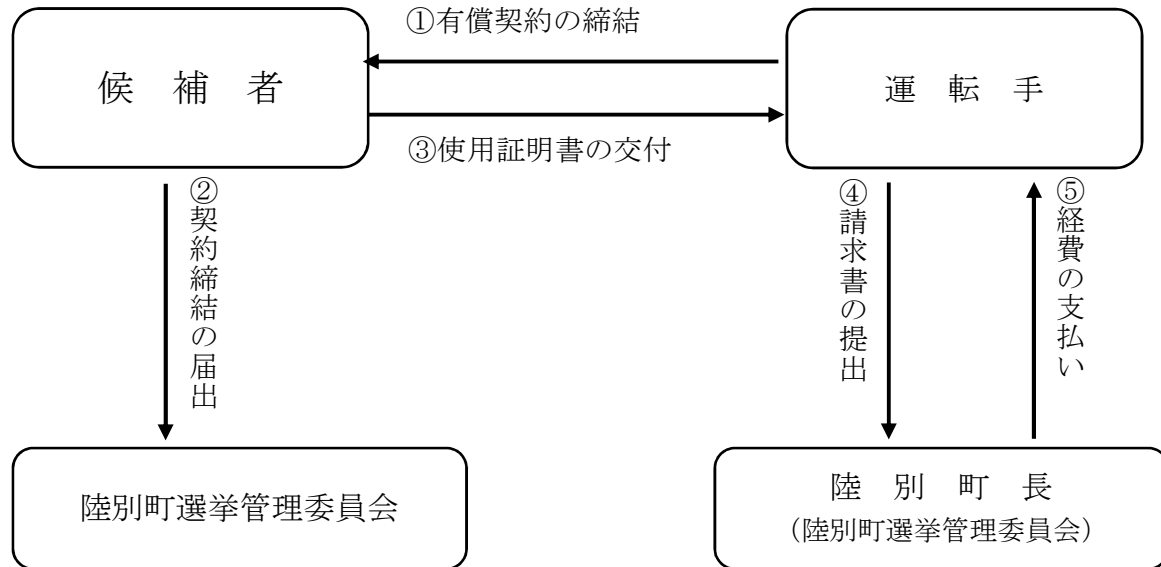 ①有償契約の締結
候　補　者
運　転　手
③使用証明書の交付
②契約締結の届出
④請求書の提出
⑤経費の支払い
陸別町選挙管理委員会
陸　別　町　長
（陸別町選挙管理委員会）